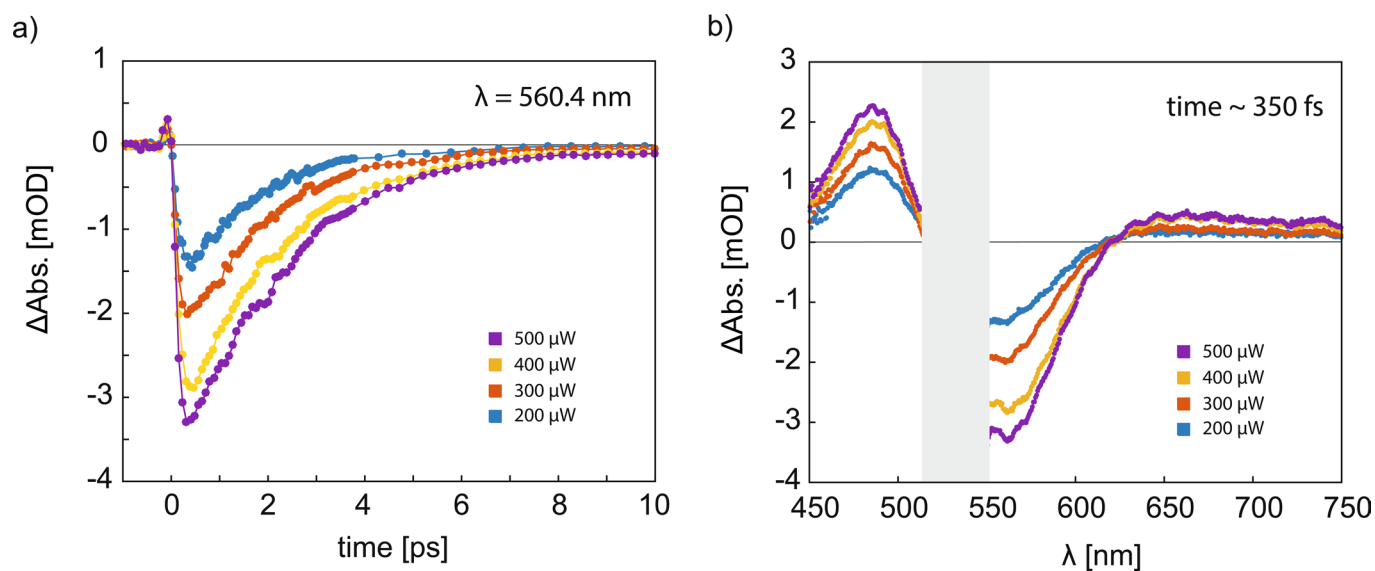 a)
ΔAbs. [mOD]
1
0
-1
-2
-3
-4
λ = 560.4 nm
500 µW
400 µW
300 µW
200 µW
0 2 4 6 8 10
time [ps]
b)
ΔAbs. [mOD]
3
2
1
0
-1
-2
-3
-4
time ~ 350 fs
500 µW
400 µW
300 µW
200 µW
450 500 550 600 650 700 750
λ [nm]